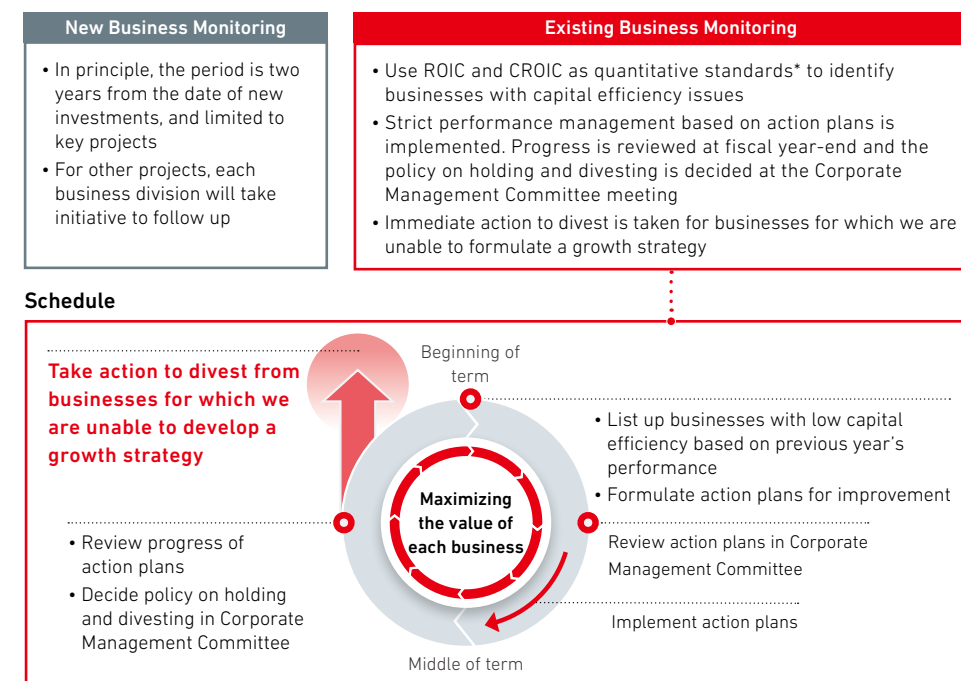 New Business Monitoring
• In principle, the period is two
years from the date of new
investments, and limited to
key projects
• For other projects, each
business division will take
initiative to follow up
Existing Business Monitoring
• Use ROIC and CROIC as quantitative standards* to identify
businesses with capital efficiency issues
• Strict performance management based on action plans is
implemented. Progress is reviewed at fiscal year-end and the
policy on holding and divesting is decided at the Corporate
Management Committee meeting
• Immediate action to divest is taken for businesses for which we are
unable to formulate a growth strategy
Schedule
Take action to divest from
businesses for which we
are unable to develop a
growth strategy
Beginning of
term
• List up businesses with low capital
efficiency based on previous year's
performance
• Formulate action plans for improvement
Maximizing
the value of
each business
• Review progress of
action plans
• Decide policy on holding
and divesting in Corporate
Management Committee
Review action plans in Corporate
Management Committee
Implement action plans
Middle of term